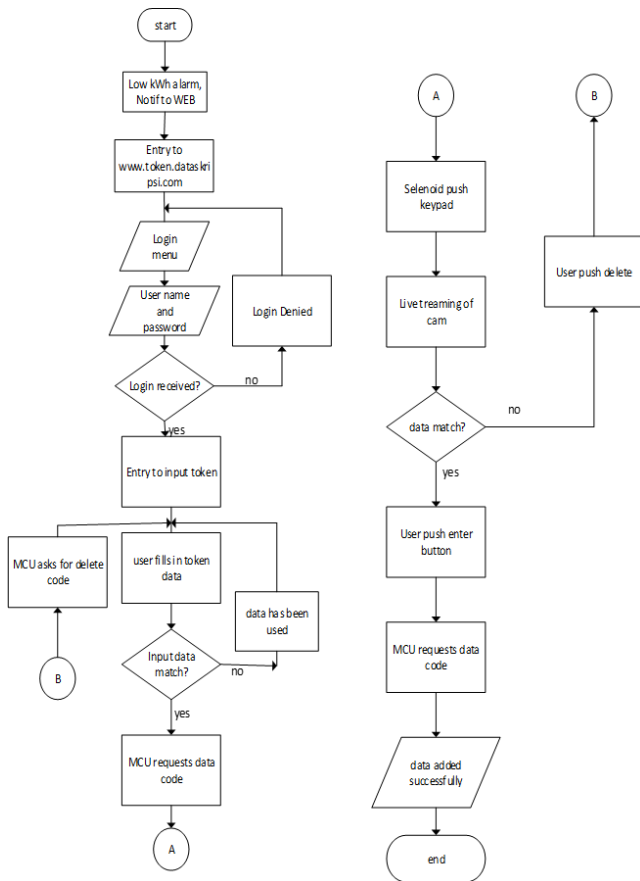 start
Low kWh alarm,
Notif to WEB
Entry to
www.token.dataskri
psi.com
Login
menu
User name
and
password
Login Denied
Login received?
no
yes
Entry to input token
MCU asks for delete
code
user fills in token
data
data has been
used
B
Input data
match?
no
yes
MCU requests data
code
A
A
Selenoid push
keypad
Live treaming of
cam
data match?
no
yes
User push delete
B
User push enter
button
MCU requests data
code
data added
successfully
end